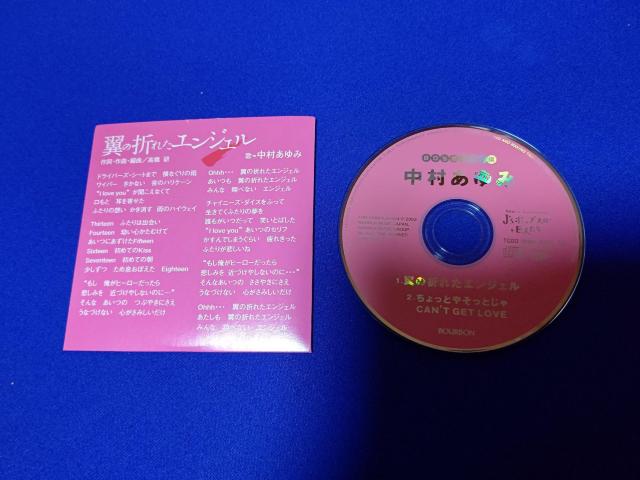 翼の折れたエンジェル
作詞・作曲・編曲／高橋 研
歌・中村あゆみ
ドライバーズ・シートまで 横なぐりの雨
ワイパー きかない 夜のハリケーン
"I love you"が聞こえなくて
口もと 耳を寄せた
ふたりの想い かき消す 雨のハイウェイ
Thirteen ふたりは出会い
Fourteen 幼い心かたむけて
あいつにあずけたFifteen
Sixteen 初めてのKiss
Seventeen 初めての朝
少しずつ ため息おぼえた Eighteen
"もし俺がヒーローだったら
悲しみを 近づけやしないのに…"
そんな あいつの つぶやきにさえ
うなづけない 心がさみしいだけ
Ohhh･･･ 翼の折れたエンジェル
あいつも 翼の折れたエンジェル
みんな 翔べない エンジェル
チャイニーズ・ダイスをふって
生きてくふたりの夢を
誰もがいつだって 笑いとばした
"I love you" あいつのセリフ
かすんでしまうぐらい 疲れきった
ふたりが悲しいね
"もし俺がヒーローだったら
悲しみを 近づけやしないのに･･･"
そんな あいつの ささやきにさえ
うなづけない 心がさみしいだけ
Ohhh･･･ 翼の折れたエンジェル
あたしも 翼の折れたエンジェル
みんな 翔べない エンジェル
中村あゆみ
1.翼の折れたエンジェル
2.ちょっとやそっとじゃ
CAN'T GET LOVE
BOURBON